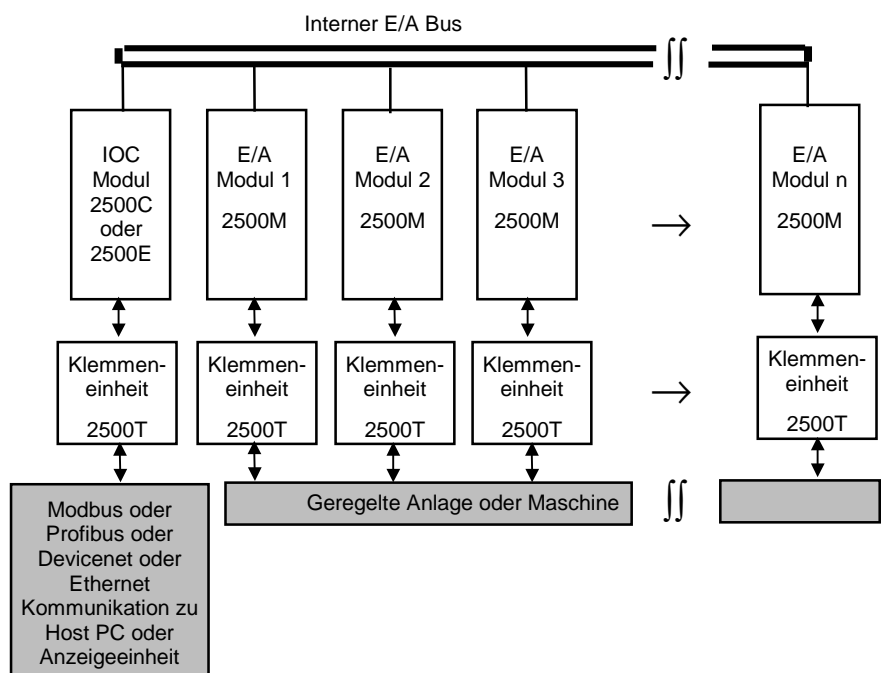 Interner E/A Bus
IOC
Modul
2500C
oder
2500E
E/A
Modul 1
2500M
E/A
Modul 2
2500M
E/A
Modul 3
2500M
E/A
Modul n
2500M
Klemmen-
einheit
2500T
Klemmen-
einheit
2500T
Klemmen-
einheit
2500T
Klemmen-
einheit
2500T
Klemmen-
einheit
2500T
Modbus oder
Profibus oder
Devicenet oder
Ethernet
Kommunikation zu
Host PC oder
Anzeigeeinheit
Geregelte Anlage oder Maschine